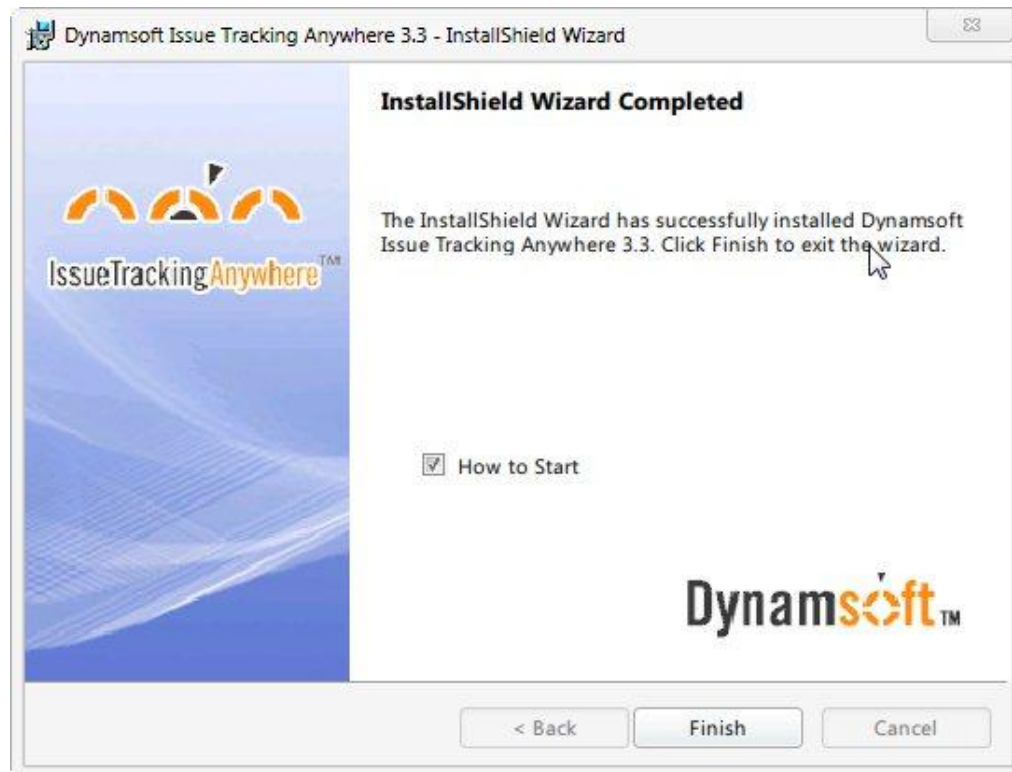 Dynamsoft Issue Tracking Anywhere 3.3 - InstallShield Wizard
InstallShield Wizard Completed
IssueTrackingAnywhere™
The InstallShield Wizard has successfully installed Dynamsoft
Issue Tracking Anywhere 3.3. Click Finish to exit the wizard.
How to Start
Dynamsoft™
< Back
Finish
Cancel